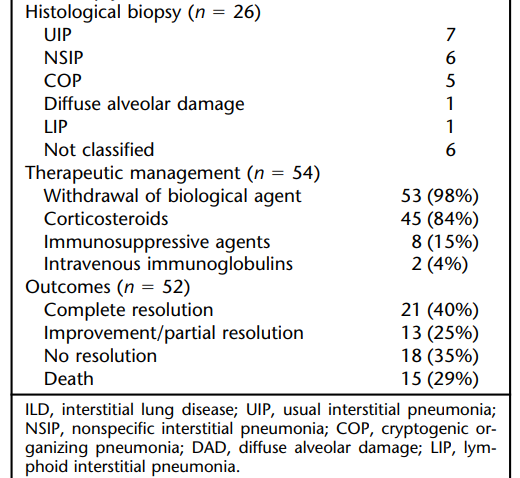 Histological biopsy (n = 26)
UIP 7
NSIP 6
COP 5
Diffuse alveolar damage 1
LIP 1
Not classified 6
Therapeutic management (n = 54)
Withdrawal of biological agent 53 (98%)
Corticosteroids 45 (84%)
Immunosuppressive agents 8 (15%)
Intravenous immunoglobulins 2 (4%)
Outcomes (n = 52)
Complete resolution 21 (40%)
Improvement/partial resolution 13 (25%)
No resolution 18 (35%)
Death 15 (29%)
ILD, interstitial lung disease; UIP, usual interstitial pneumonia;
NSIP, nonspecific interstitial pneumonia; COP, cryptogenic or-
ganizing pneumonia; DAD, diffuse alveolar damage; LIP, lym-
phoid interstitial pneumonia.